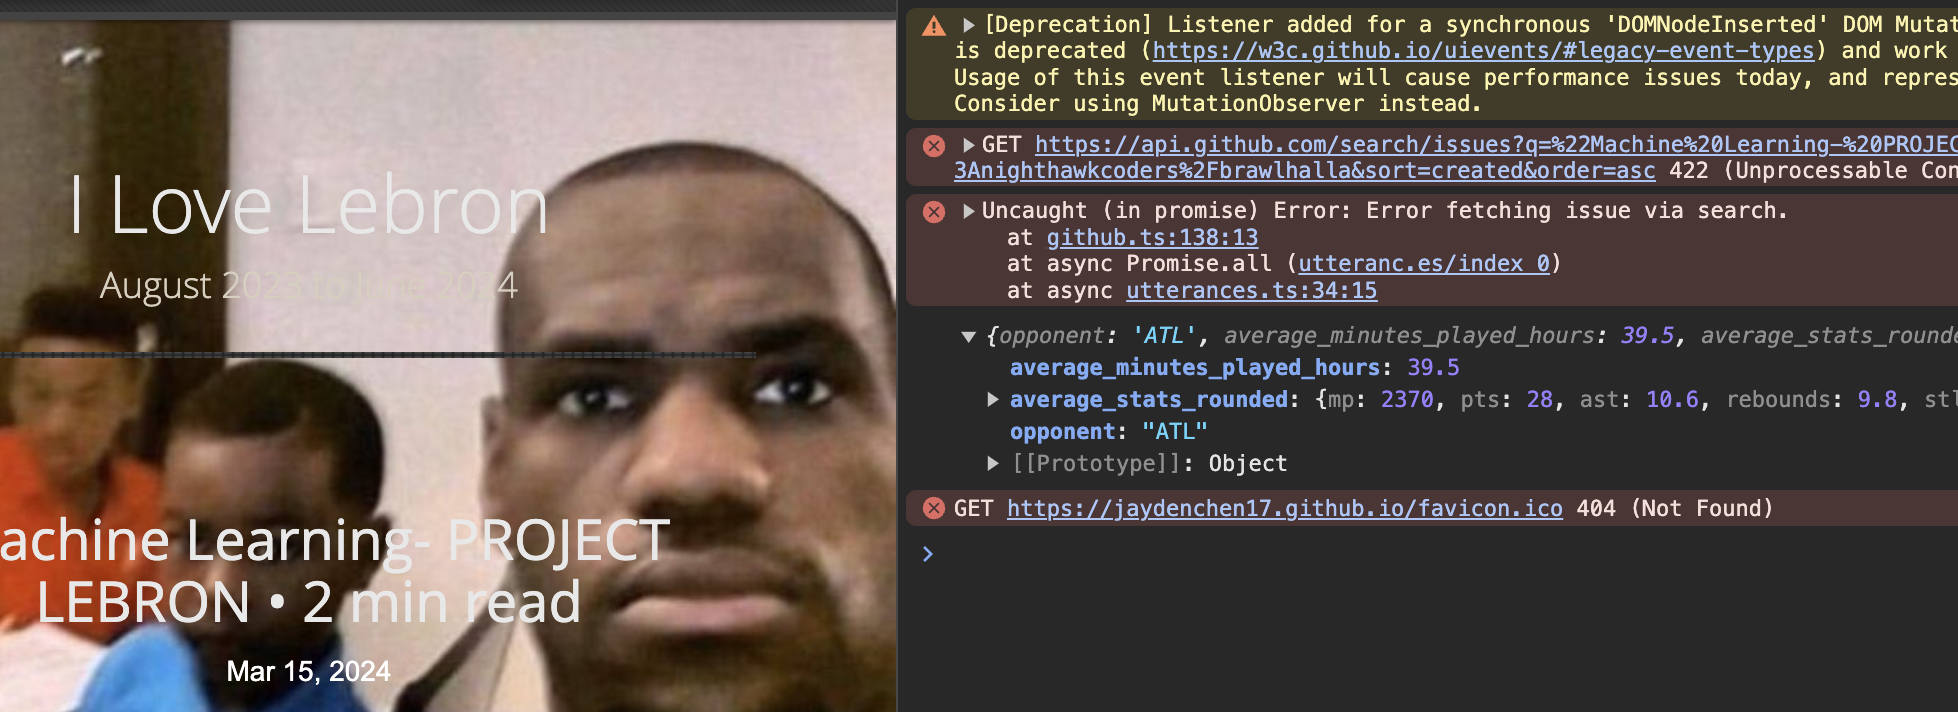 I Love Lebron
August 2023 to June 2024
achine Learning- PROJECT
LEBRON • 2 min read
Mar 15, 2024
[Deprecation] Listener added for a synchronous 'DOMNodeInserted' DOM Mutat
is deprecated (https://w3c.github.io/uievents/#legacy-event-types) and work
Usage of this event listener will cause performance issues today, and repres
Consider using MutationObserver instead.
GET https://api.github.com/search/issues?q=%22Machine%20Learning-%20PROJEC
3Anighthawkcoders%2Fbrawlhalla&sort=created&order=asc 422 (Unprocessable Con
Uncaught (in promise) Error: Error fetching issue via search.
at github.ts:138:13
at async Promise.all (utteranc.es/index 0)
at async utterances.ts:34:15
{opponent: 'ATL', average_minutes_played_hours: 39.5, average_stats_rounde
average_minutes_played_hours: 39.5
average_stats_rounded: {mp: 2370, pts: 28, ast: 10.6, rebounds: 9.8, stl
opponent: "ATL"
[[Prototype]]: Object
GET https://jaydenchen17.github.io/favicon.ico 404 (Not Found)